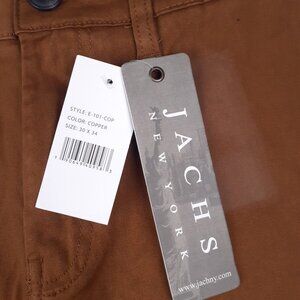 STYLE: E-101-COP
COLOR: COPPER
SIZE: 30 X 34
JACHS
NEW YORK
www.jachny.com